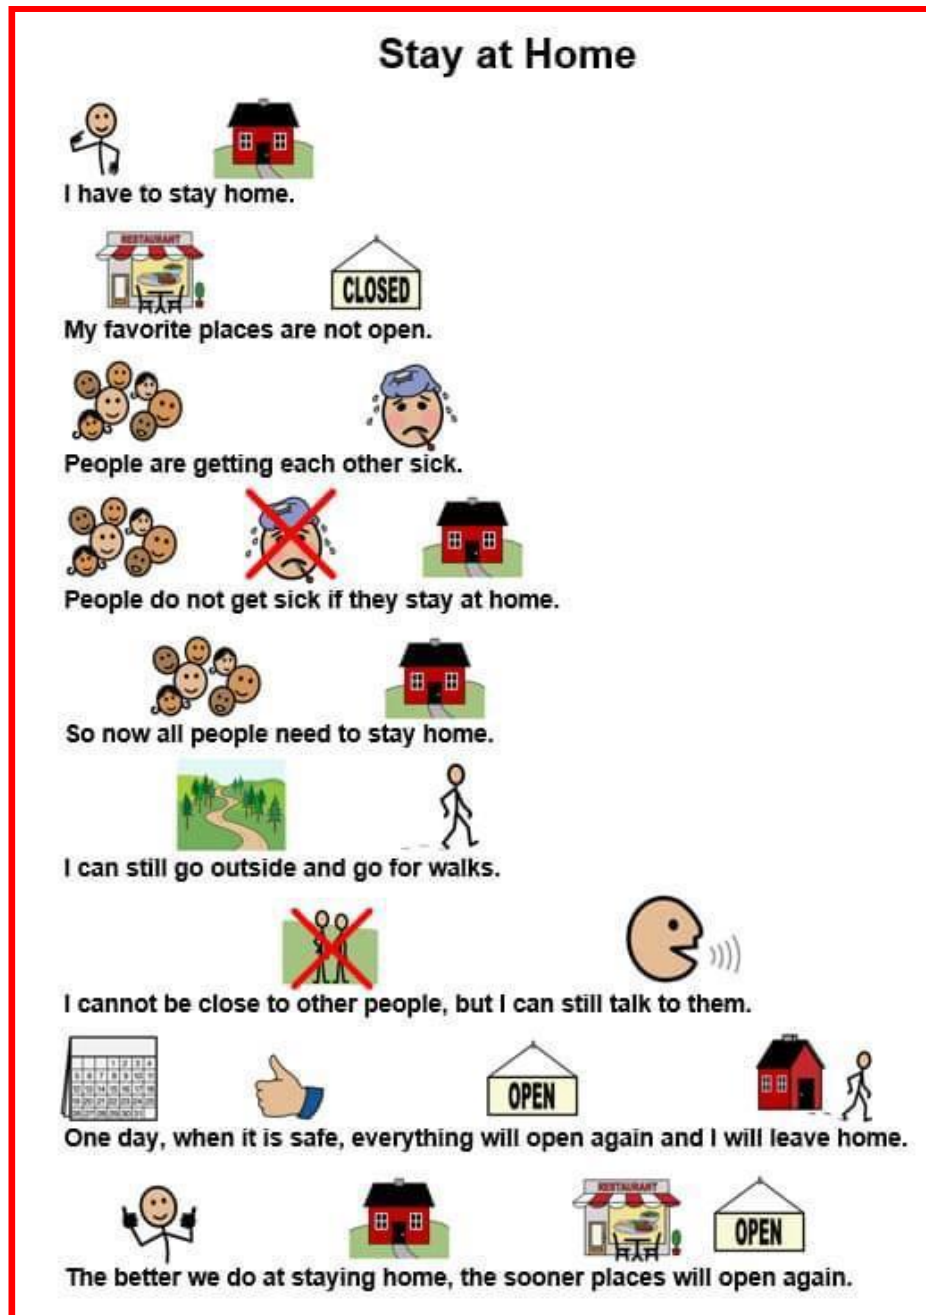 Stay at Home
I have to stay home.
RESTAURANT
CLOSED
My favorite places are not open.
People are getting each other sick.
People do not get sick if they stay at home.
So now all people need to stay home.
I can still go outside and go for walks.
I cannot be close to other people, but I can still talk to them.
OPEN
One day, when it is safe, everything will open again and I will leave home.
RESTAURANT
OPEN
The better we do at staying home, the sooner places will open again.